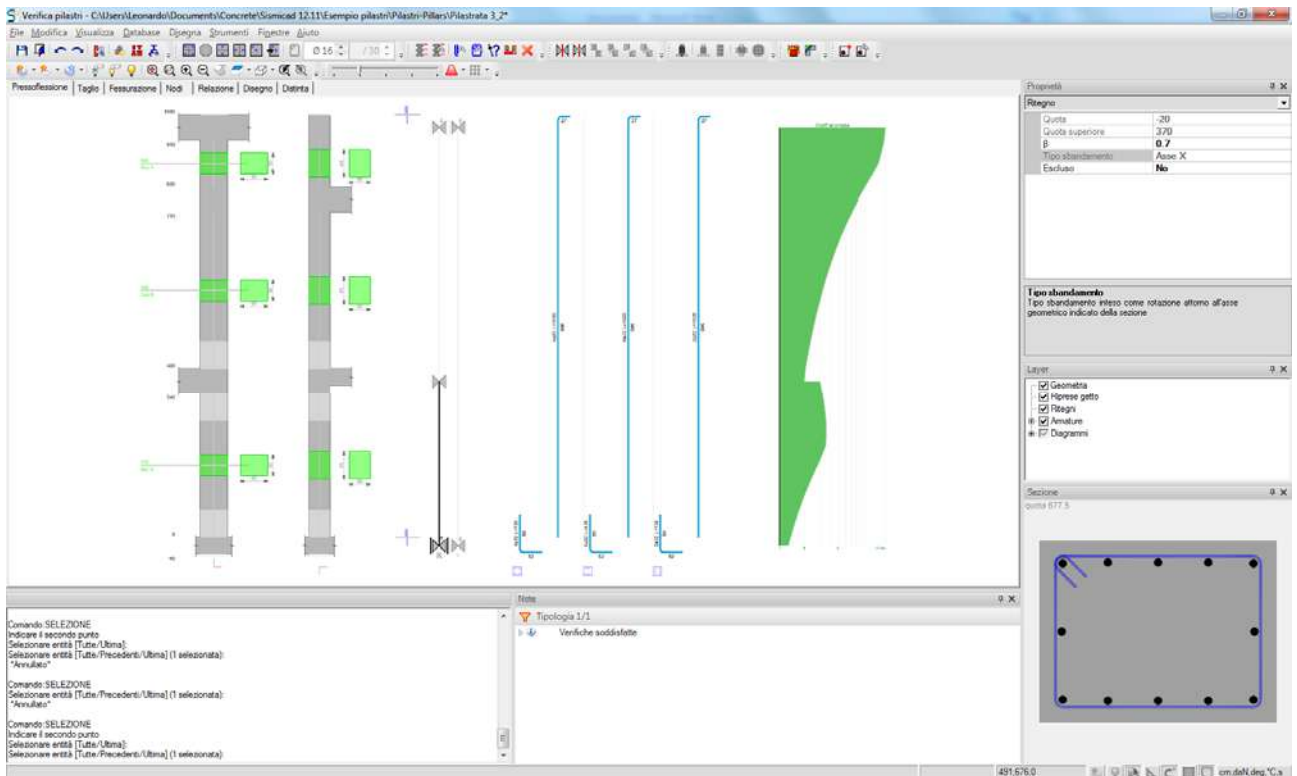 Verifica pilastri - C:\Users\Leonardo\Documents\Concrete\Sismicad 12.11\Esempio pilastri\Pilastri-Pillars\Pilastrata 3_2*
File Modifica Visualizza Database Disegna Strumenti Finestre Aiuto
Ø 16
/ 30
Pressoflessione Taglio Fessurazione Nodi Relazione Disegno Distinta
Proprietà
Ritegno
Quota -20
Quota superiore 370
β 0.7
Tipo sbandamento Asse X
Escluso No
Tipo sbandamento
Tipo sbandamento inteso come rotazione attorno all'asse
geometrico indicato della sezione
Layer
Geometria
Riprese getto
Ritegni
Armature
Diagrammi
Sezione
quota 677.5
Comando:SELEZIONE
Indicare il secondo punto
Selezionare entità [Tutte/Ultima]:
Selezionare entità [Tutte/Precedenti/Ultima] (1 selezionata):
*Annullato*
Comando:SELEZIONE
Selezionare entità [Tutte/Precedenti/Ultima] (1 selezionata):
*Annullato*
Comando:SELEZIONE
Indicare il secondo punto
Selezionare entità [Tutte/Ultima]:
Selezionare entità [Tutte/Precedenti/Ultima] (1 selezionata):
Note
Tipologia 1/1
Verifiche soddisfatte
491,676.0
cm.daN.deg.°C.s